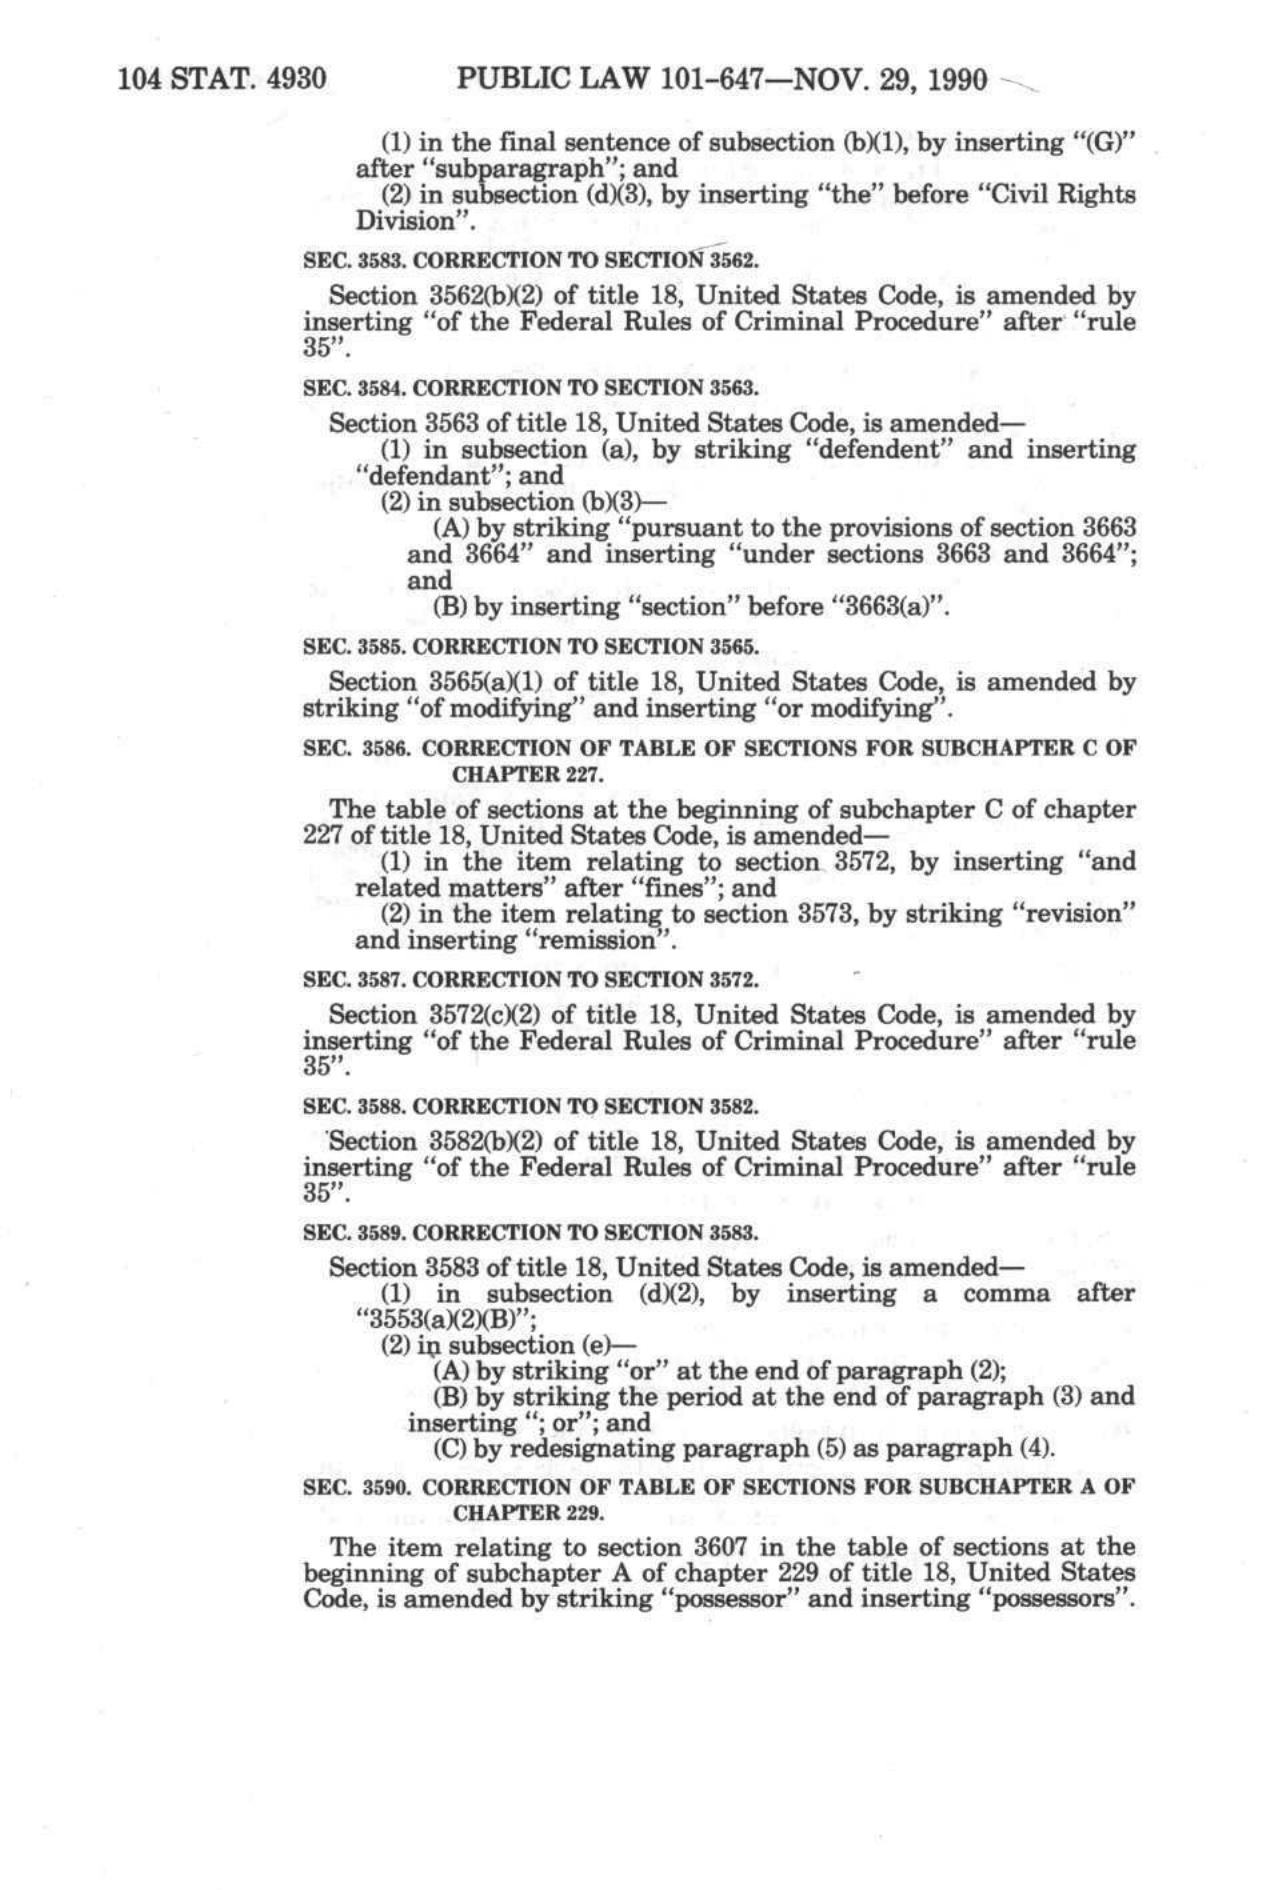 104 STAT. 4930 PUBLIC LAW 101-647—NOV. 29, 1990
(1) in the final sentence of subsection (b)(1), by inserting “(G)”
after “subparagraph”; and
(2) in subsection (d)(3), by inserting “the” before “Civil Rights
Division”.
SEC. 3583. CORRECTION TO SECTION 3562.
Section 3562(b)(2) of title 18, United States Code, is amended by
inserting “of the Federal Rules of Criminal Procedure” after “rule
35”.
SEC. 3584. CORRECTION TO SECTION 3563.
Section 3563 of title 18, United States Code, is amended—
(1) in subsection (a), by striking “defendent” and inserting
“defendant”; and
(2) in subsection (b)(3)—
(A) by striking “pursuant to the provisions of section 3663
and 3664” and inserting “under sections 3663 and 3664”;
and
(B) by inserting “section” before “3663(a)”.
SEC. 3585. CORRECTION TO SECTION 3565.
Section 3565(a)(1) of title 18, United States Code, is amended by
striking “of modifying” and inserting “or modifying”.
SEC. 3586. CORRECTION OF TABLE OF SECTIONS FOR SUBCHAPTER C OF
CHAPTER 227.
The table of sections at the beginning of subchapter C of chapter
227 of title 18, United States Code, is amended—
(1) in the item relating to section 3572, by inserting “and
related matters” after “fines”; and
(2) in the item relating to section 3573, by striking “revision”
and inserting “remission”.
SEC. 3587. CORRECTION TO SECTION 3572.
Section 3572(c)(2) of title 18, United States Code, is amended by
inserting “of the Federal Rules of Criminal Procedure” after “rule
35”.
SEC. 3588. CORRECTION TO SECTION 3582.
Section 3582(b)(2) of title 18, United States Code, is amended by
inserting “of the Federal Rules of Criminal Procedure” after “rule
35”.
SEC. 3589. CORRECTION TO SECTION 3583.
Section 3583 of title 18, United States Code, is amended—
(1) in subsection (d)(2), by inserting a comma after
“3553(a)(2)(B)”;
(2) in subsection (e)—
(A) by striking “or” at the end of paragraph (2);
(B) by striking the period at the end of paragraph (3) and
inserting “; or”; and
(C) by redesignating paragraph (5) as paragraph (4).
SEC. 3590. CORRECTION OF TABLE OF SECTIONS FOR SUBCHAPTER A OF
CHAPTER 229.
The item relating to section 3607 in the table of sections at the
beginning of subchapter A of chapter 229 of title 18, United States
Code, is amended by striking “possessor” and inserting “possessors”.